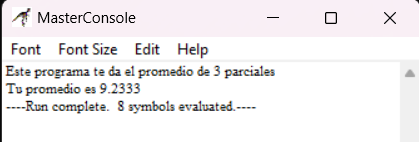 MasterConsole
Font Font Size Edit Help
Este programa te da el promedio de 3 parciales
Tu promedio es 9.2333
----Run complete.  8 symbols evaluated.----